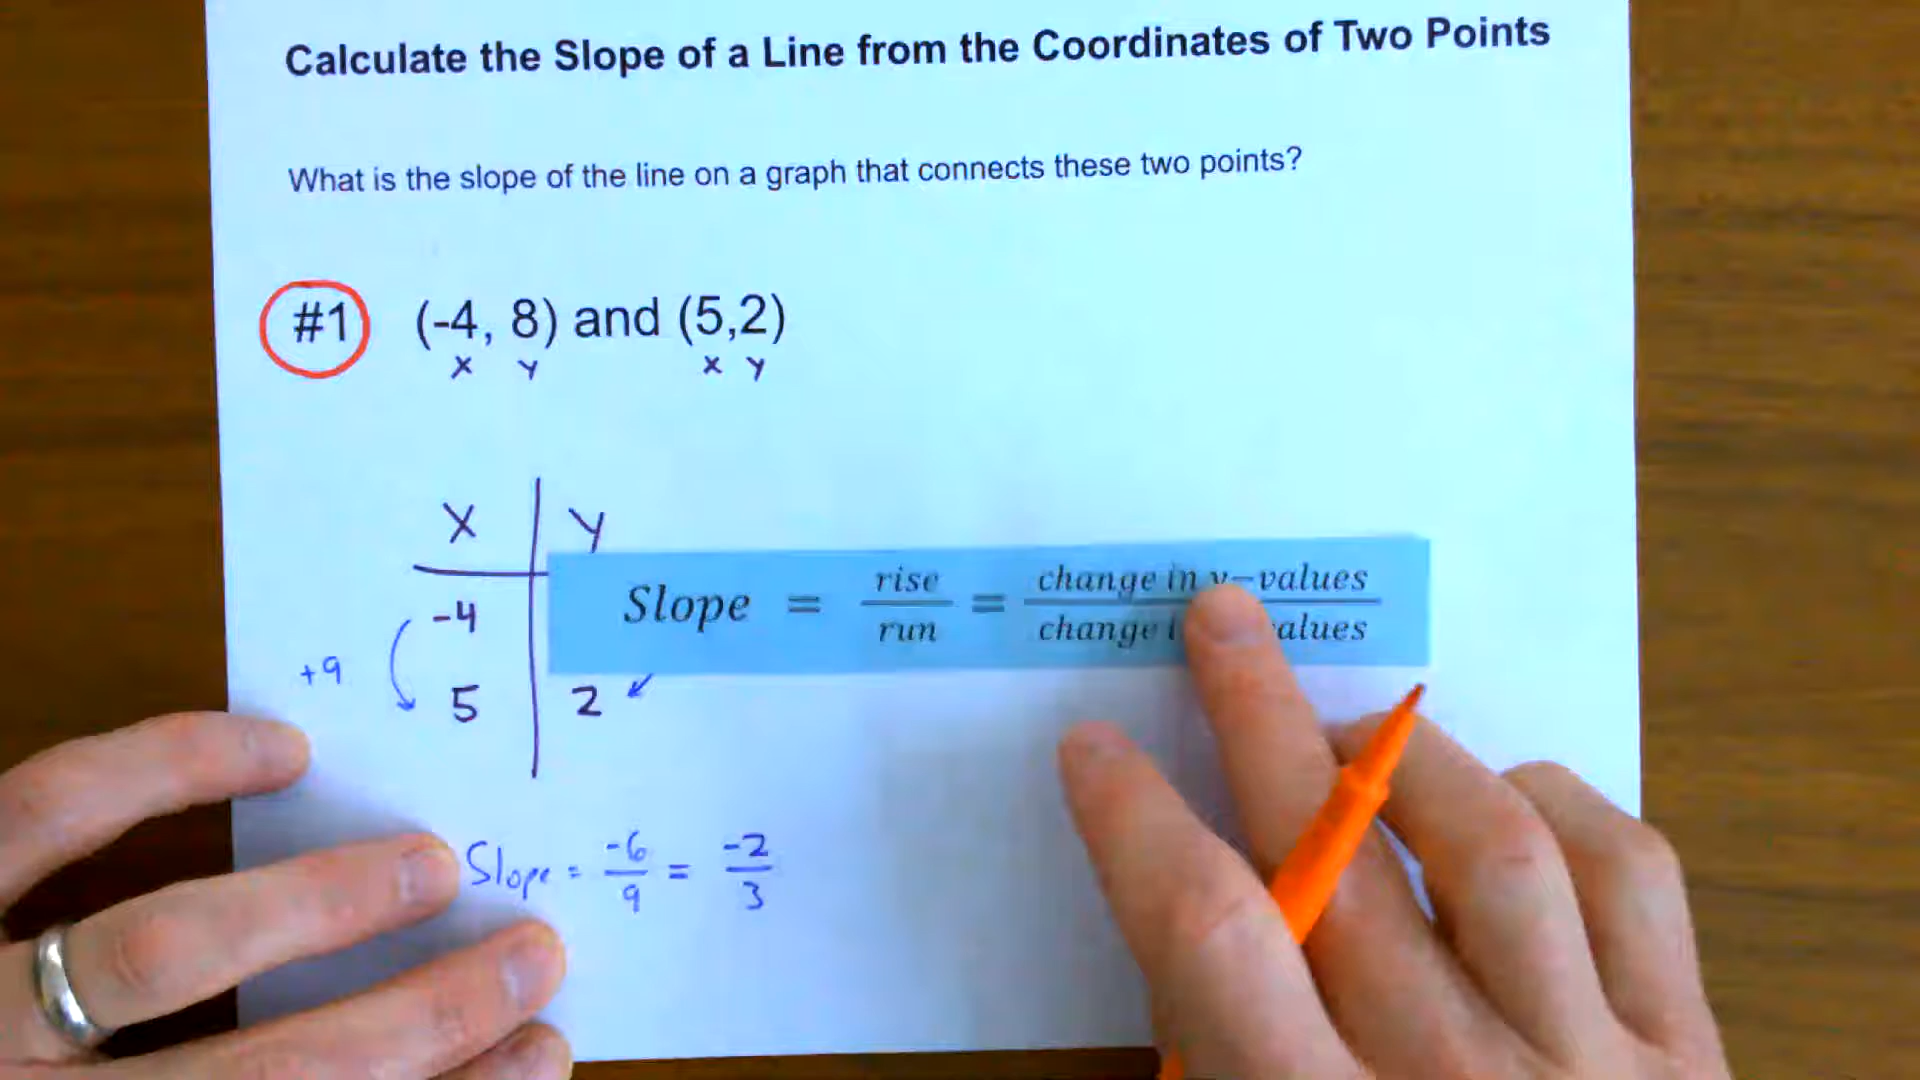 Calculate the Slope of a Line from the Coordinates of Two Points
What is the slope of the line on a graph that connects these two points?
#1 (-4, 8) and (5,2)
X Y X Y
X Y
Slope = rise/run = change in y-values/change
-4
+9
5 2
Slope = -6/9 = -2/3